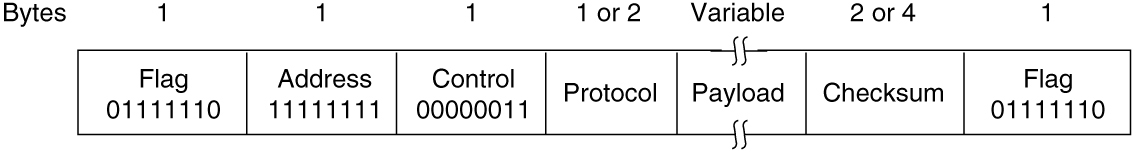 Bytes 1 1 1 1 or 2 Variable 2 or 4 1
Flag Address Control Protocol Payload Checksum Flag
01111110 11111111 00000011 01111110